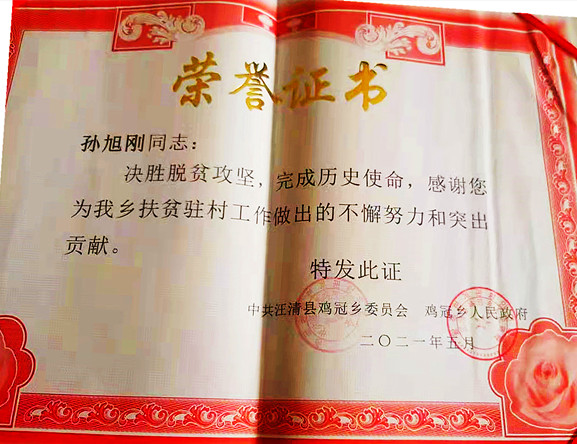 荣誉证书
孙旭刚同志：
决胜脱贫攻坚，完成历史使命，感谢您
为我乡扶贫驻村工作做出的不懈努力和突出
贡献。
特发此证
中共汪清县鸡冠乡委员会 鸡冠乡人民政府
二〇二一年五月